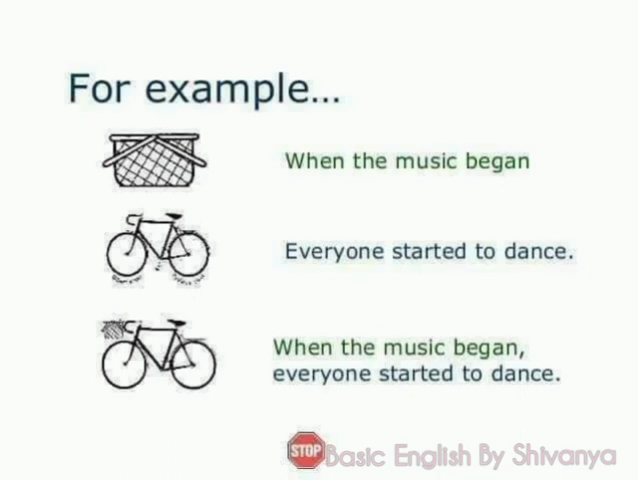 For example...
When the music began
Everyone started to dance.
When the music began,
everyone started to dance.
STOP Basic English By Shivanya